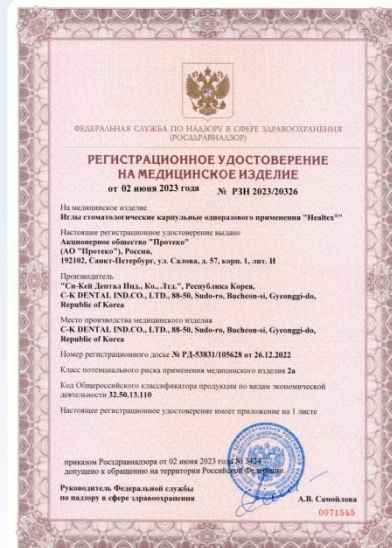 ФЕДЕРАЛЬНАЯ СЛУЖБА ПО НАДЗОРУ В СФЕРЕ ЗДРАВООХРАНЕНИЯ
(РОСЗДРАВНАДЗОР)
РЕГИСТРАЦИОННОЕ УДОСТОВЕРЕНИЕ
НА МЕДИЦИНСКОЕ ИЗДЕЛИЕ
от 02 июня 2023 года № РЗН 2023/20326
На медицинское изделие
Иглы стоматологические карпульные одноразового применения "Healtex®"
Настоящее регистрационное удостоверение выдано
Акционерное общество "Протеко"
(АО "Протеко"), Россия,
192102, Санкт-Петербург, ул. Салова, д. 57, корп. 1, лит. И
Производитель
"Си-Кей Дентал Инд., Ко., Лтд.", Республика Корея,
C-K DENTAL IND.CO., LTD., 88-50, Sudo-ro, Bucheon-si, Gyeonggi-do,
Republic of Korea
Место производства медицинского изделия
C-K DENTAL IND.CO., LTD., 88-50, Sudo-ro, Bucheon-si, Gyeonggi-do,
Republic of Korea
Номер регистрационного досье № РД-53831/105628 от 26.12.2022
Класс потенциального риска применения медицинского изделия 2а
Код Общероссийского классификатора продукции по видам экономической
деятельности 32.50.13.110
Настоящее регистрационное удостоверение имеет приложение на 1 листе
приказом Росздравнадзора от 02 июня 2023 года № 3424
допущено к обращению на территории Российской Федерации.
Руководитель Федеральной службы
по надзору в сфере здравоохранения
А.В. Самойлова
0071545